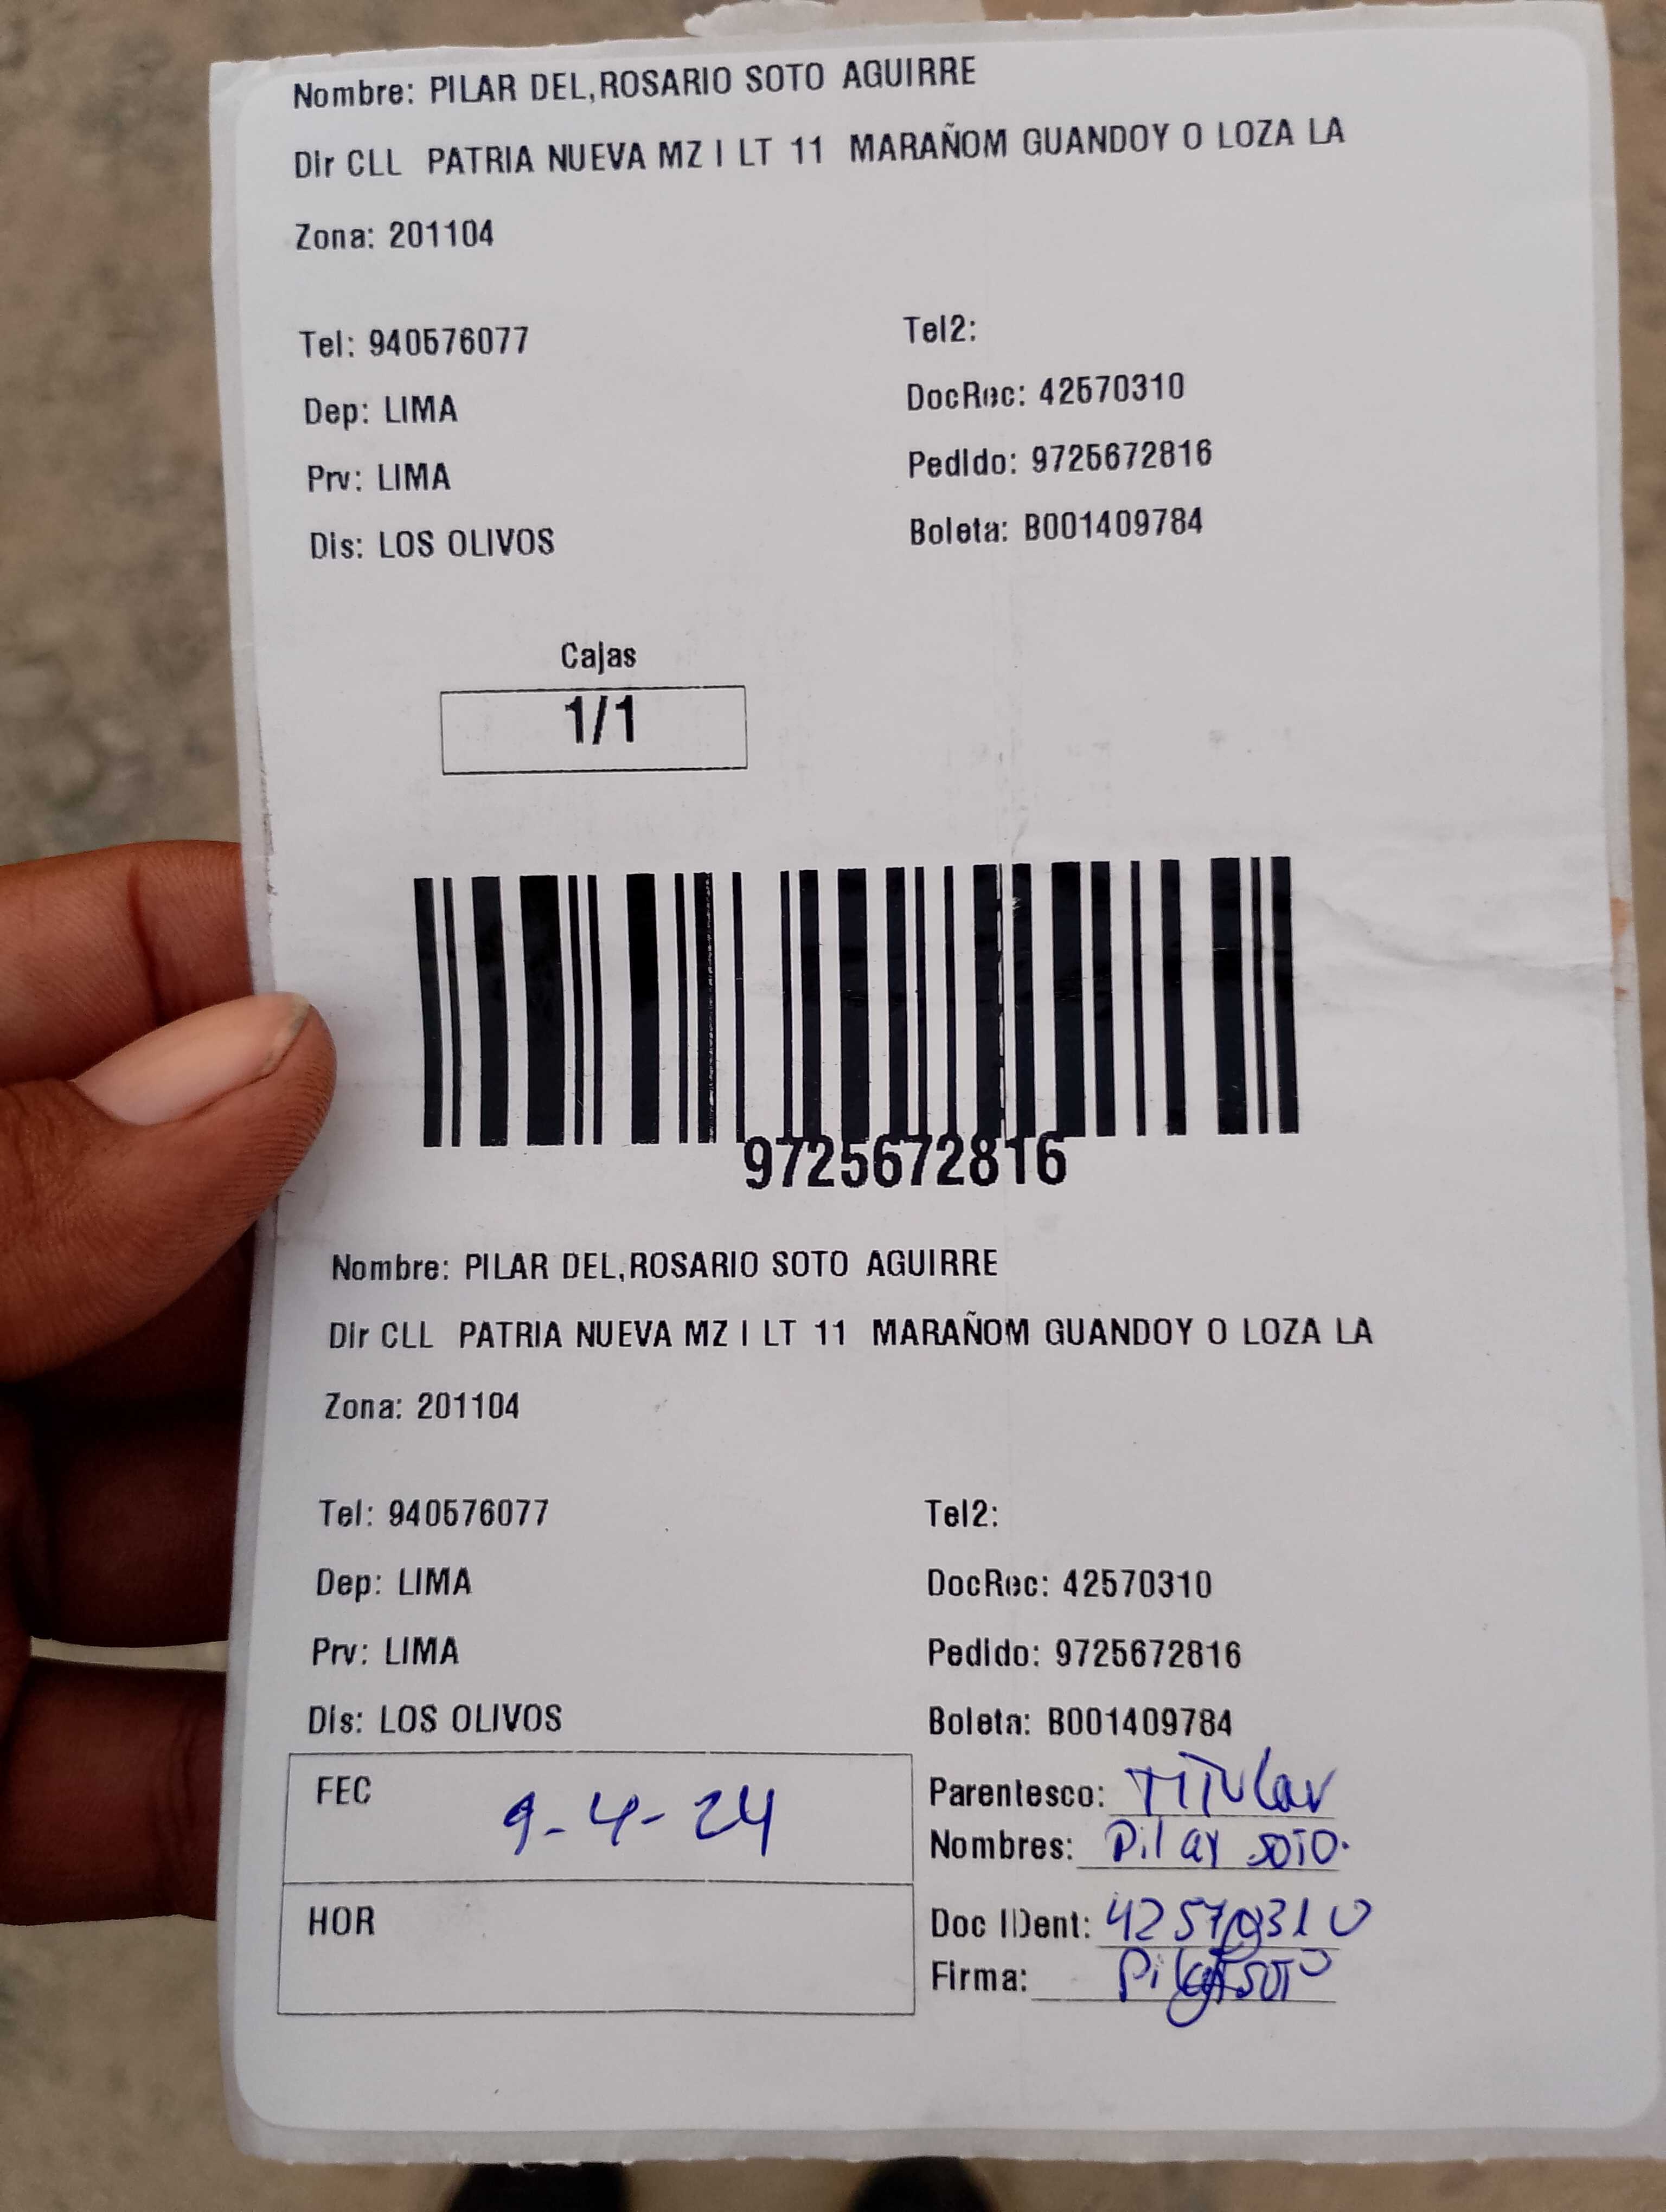 Nombre: PILAR DEL,ROSARIO SOTO AGUIRRE
Dir CLL PATRIA NUEVA MZ I LT 11 MARAÑOM GUANDOY O LOZA LA
Zona: 201104
Tel: 940576077 Tel2:
Dep: LIMA DocRec: 42570310
Prv: LIMA Pedido: 9725672816
Dis: LOS OLIVOS Boleta: B001409784
Cajas
1/1
9725672816
Nombre: PILAR DEL,ROSARIO SOTO AGUIRRE
Dir CLL PATRIA NUEVA MZ I LT 11 MARAÑOM GUANDOY O LOZA LA
Zona: 201104
Tel: 940576077 Tel2:
Dep: LIMA DocRec: 42570310
Prv: LIMA Pedido: 9725672816
Dis: LOS OLIVOS Boleta: B001409784
FEC 9-4-24 Parentesco: TITULAR
Nombres: Pilar SOTO.
HOR Doc IDent: 42570310
Firma: Pilar SOTO